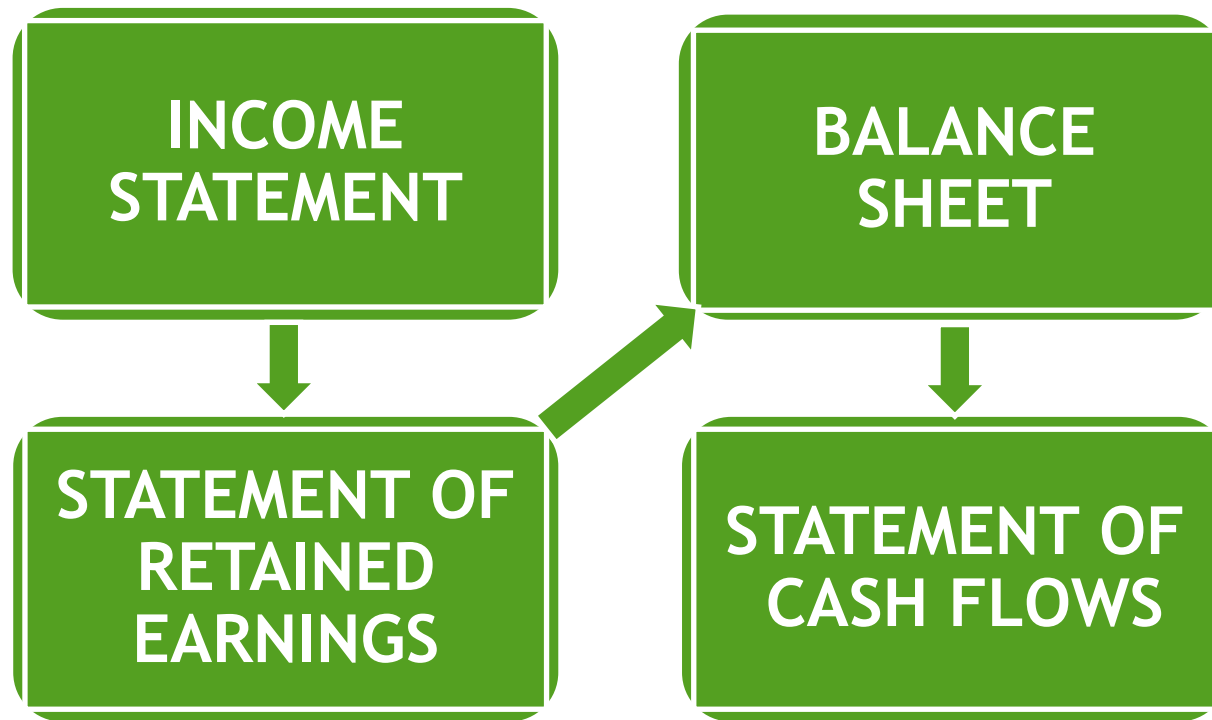 INCOME
STATEMENT
STATEMENT OF
RETAINED
EARNINGS
BALANCE
SHEET
STATEMENT OF
CASH FLOWS